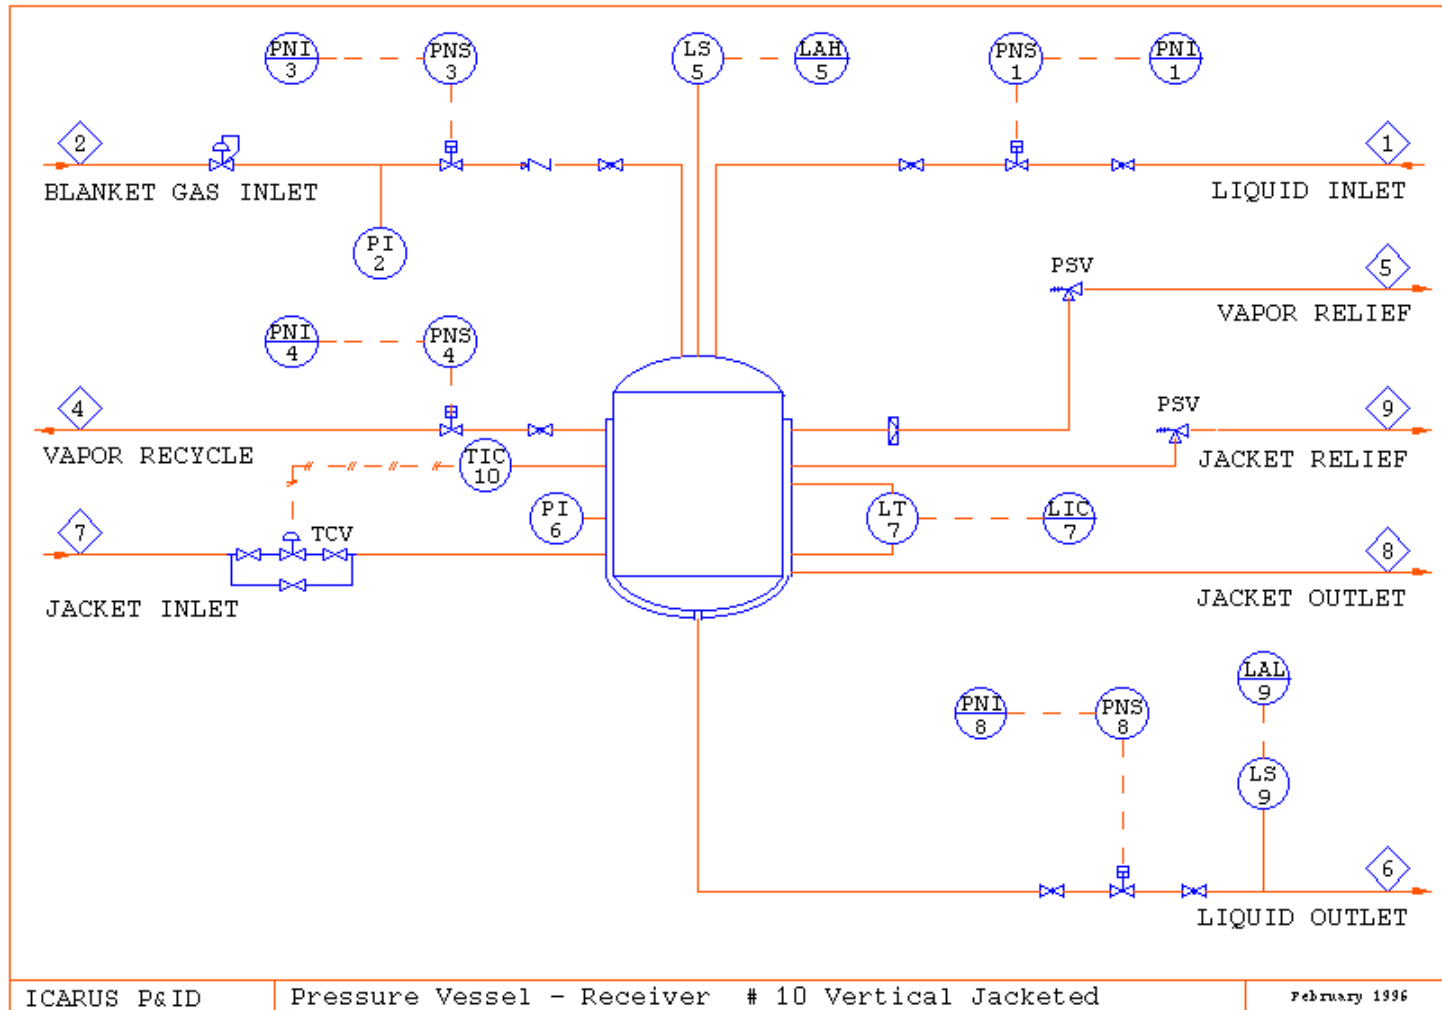 PNI 3
PNS 3
LS 5
LAH 5
PNS 1
PNI 1
2
1
BLANKET GAS INLET
LIQUID INLET
PI 2
PSV
5
VAPOR RELIEF
PNI 4
PNS 4
4
PSV
9
VAPOR RECYCLE
TIC 10
JACKET RELIEF
PI 6
LT 7
LIC 7
7
TCV
8
JACKET INLET
JACKET OUTLET
LAL 9
PNI 8
PNS 8
LS 9
6
LIQUID OUTLET
ICARUS P&ID
Pressure Vessel - Receiver # 10 Vertical Jacketed
February 1996